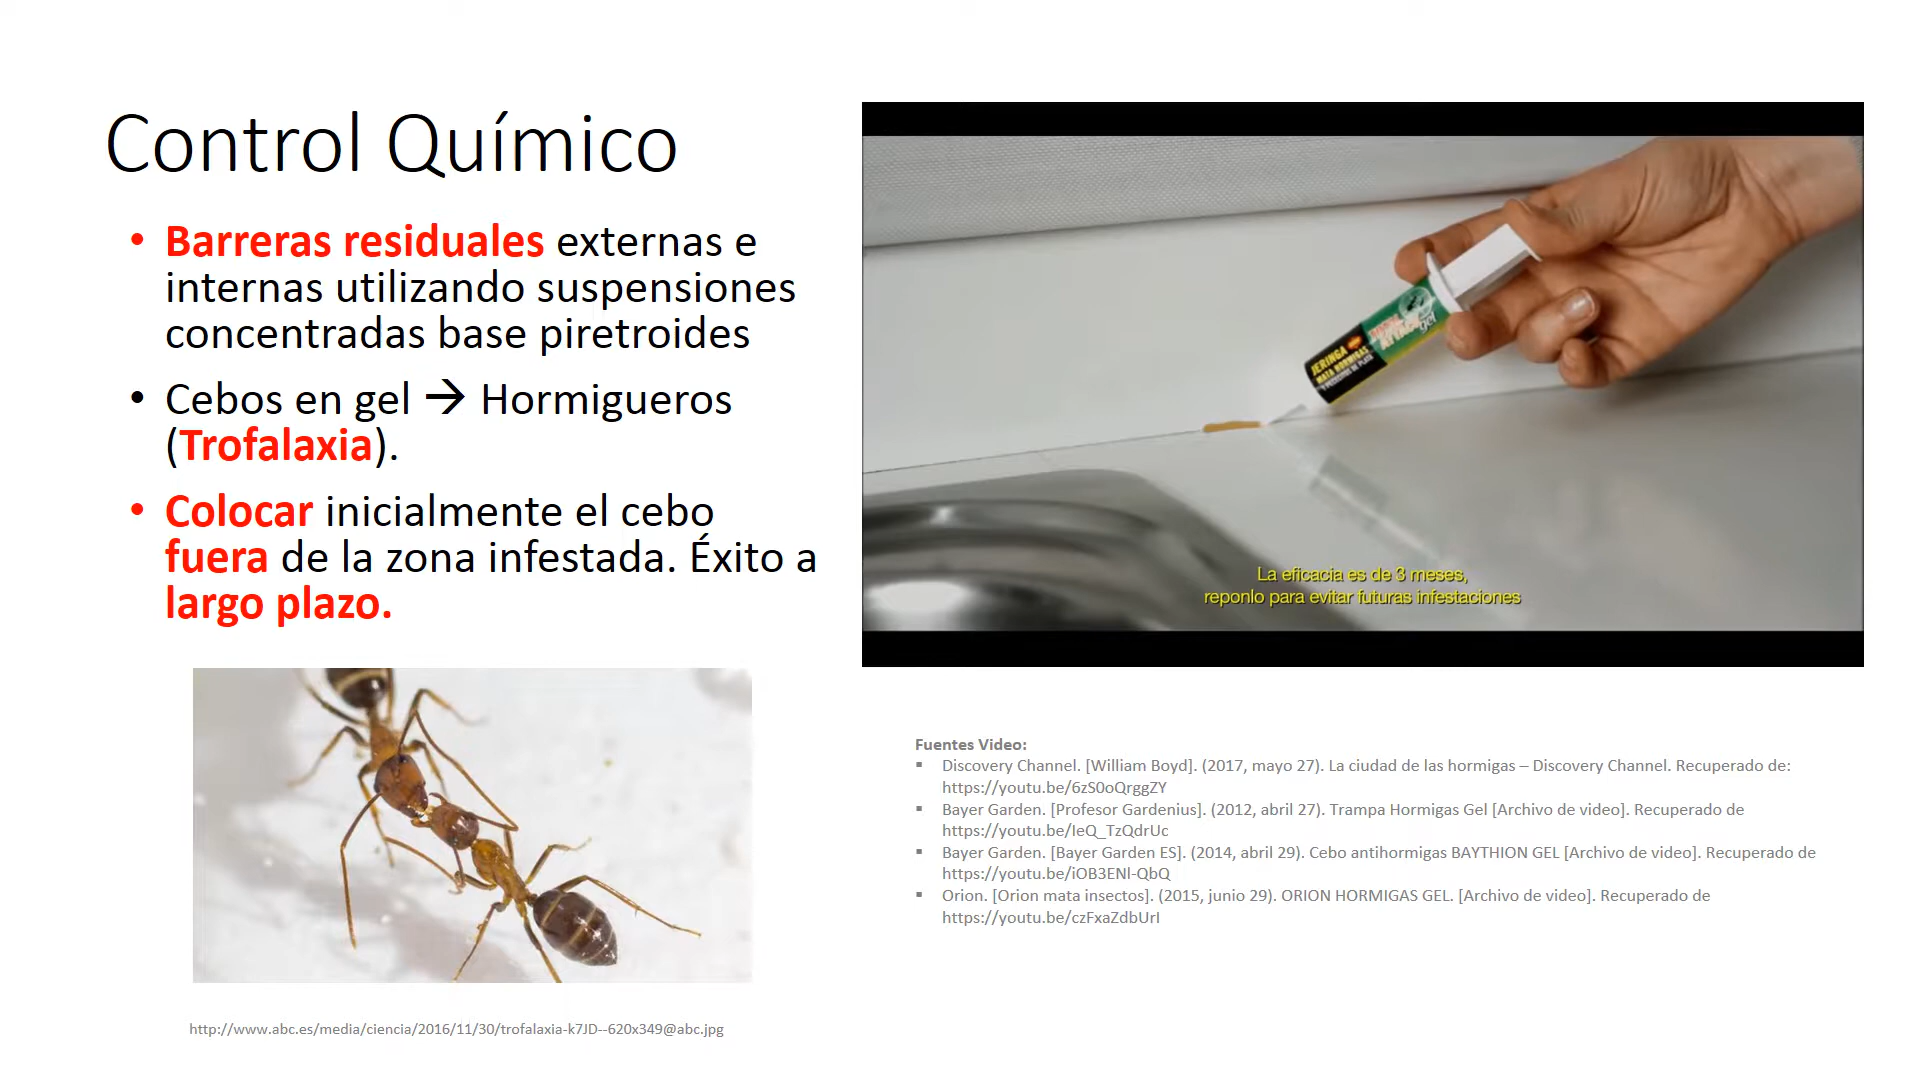 Control Químico
• Barreras residuales externas e
internas utilizando suspensiones
concentradas base piretroides
• Cebos en gel → Hormigueros
(Trofalaxia).
• Colocar inicialmente el cebo
fuera de la zona infestada. Éxito a
largo plazo.
JERINGA
MATA HORMIGAS
gel
La eficacia es de 3 meses,
reponlo para evitar futuras infestaciones
Fuentes Video:
▪ Discovery Channel. [William Boyd]. (2017, mayo 27). La ciudad de las hormigas – Discovery Channel. Recuperado de:
https://youtu.be/6zS0oQrggZY
▪ Bayer Garden. [Profesor Gardenius]. (2012, abril 27). Trampa Hormigas Gel [Archivo de video]. Recuperado de
https://youtu.be/IeQ_TzQdrUc
▪ Bayer Garden. [Bayer Garden ES]. (2014, abril 29). Cebo antihormigas BAYTHION GEL [Archivo de video]. Recuperado de
https://youtu.be/iOB3ENl-QbQ
▪ Orion. [Orion mata insectos]. (2015, junio 29). ORION HORMIGAS GEL. [Archivo de video]. Recuperado de
https://youtu.be/czFxaZdbUrI
http://www.abc.es/media/ciencia/2016/11/30/trofalaxia-k7JD--620x349@abc.jpg